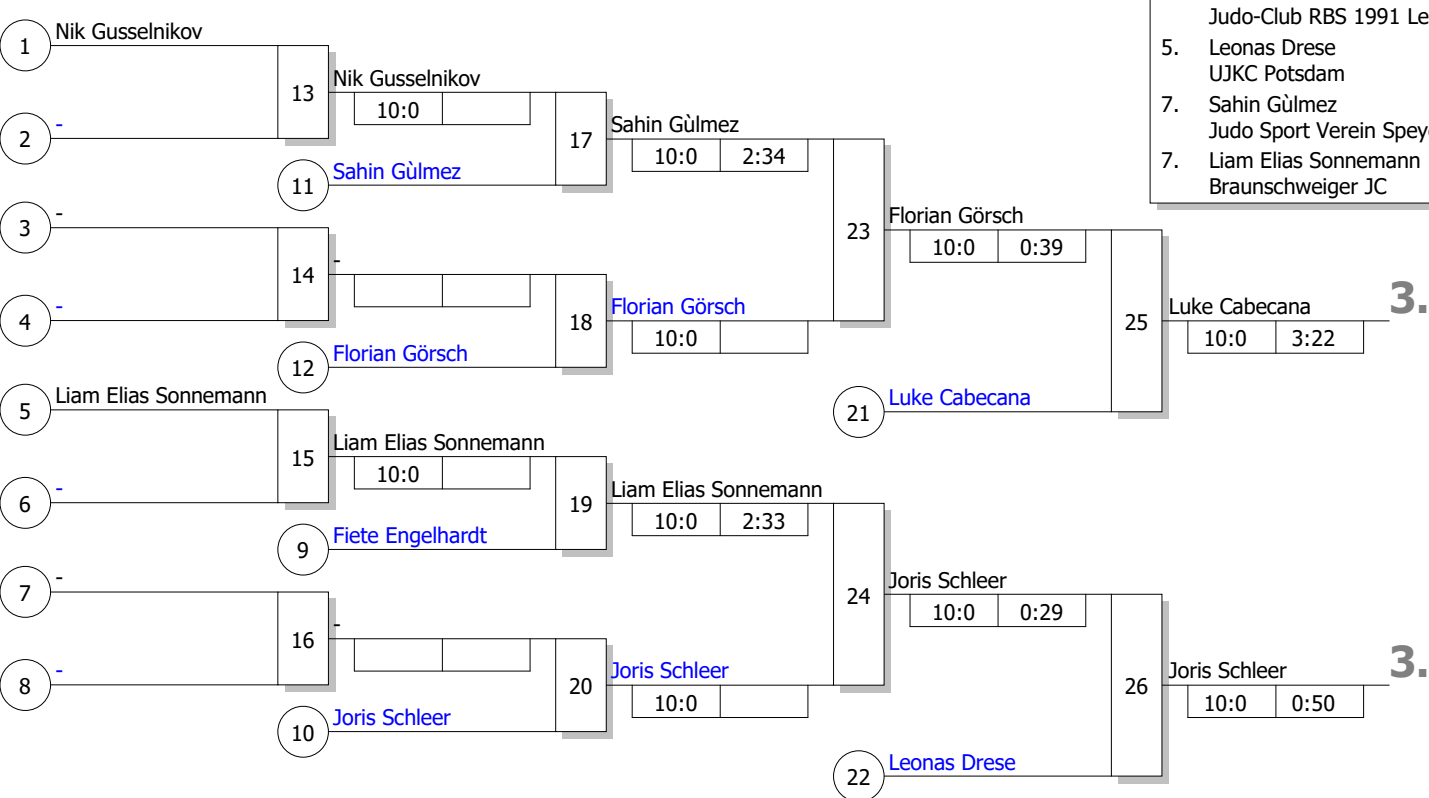 Judo-Club RBS 1991 Le
5. Leonas Drese
UJKC Potsdam
7. Sahin Gùlmez
Judo Sport Verein Speye
7. Liam Elias Sonnemann
Braunschweiger JC
1 Nik Gusselnikov
13 Nik Gusselnikov
10:0
2 -
17 Sahin Gùlmez
10:0 2:34
11 Sahin Gùlmez
3 -
23 Florian Görsch
10:0 0:39
14 -
4 -
18 Florian Görsch
10:0
25 Luke Cabecana 3.
10:0 3:22
12 Florian Görsch
5 Liam Elias Sonnemann
21 Luke Cabecana
15 Liam Elias Sonnemann
10:0
6 -
19 Liam Elias Sonnemann
10:0 2:33
9 Fiete Engelhardt
7 -
24 Joris Schleer
10:0 0:29
16 -
8 -
20 Joris Schleer
10:0
26 Joris Schleer 3.
10:0 0:50
10 Joris Schleer
22 Leonas Drese